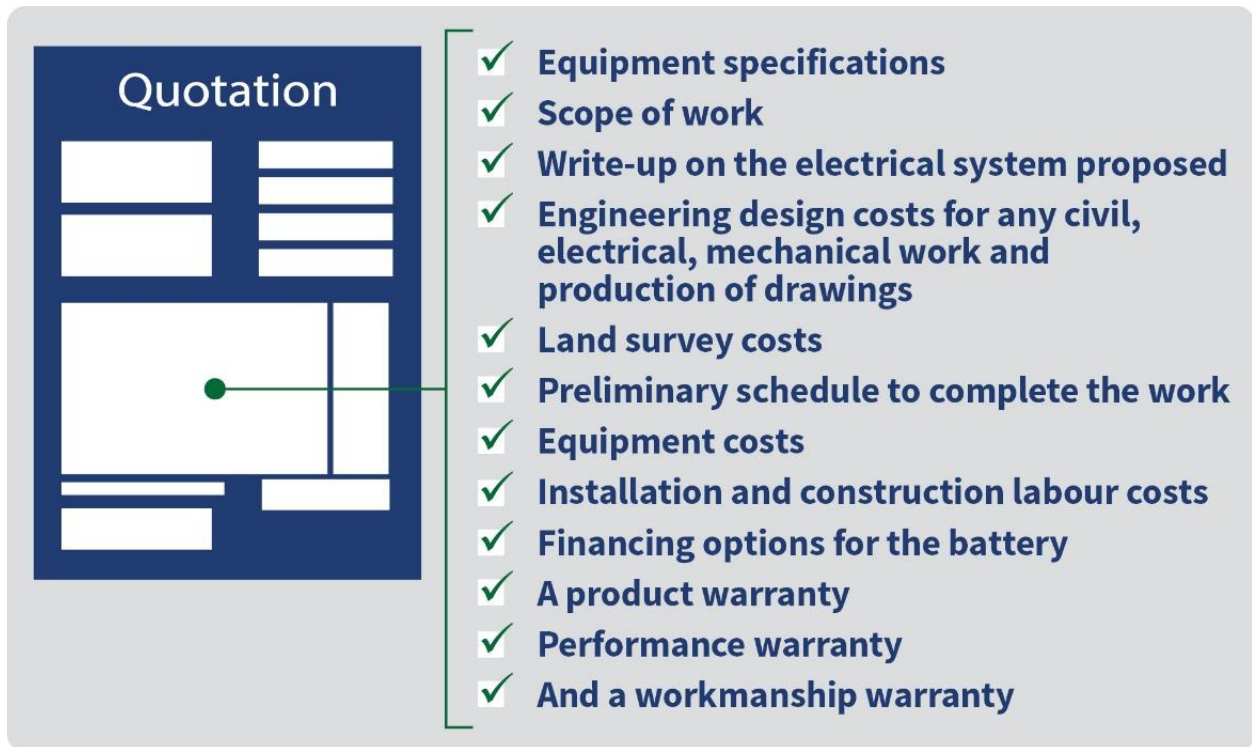 Quotation
Equipment specifications
Scope of work
Write-up on the electrical system proposed
Engineering design costs for any civil,
electrical, mechanical work and
production of drawings
Land survey costs
Preliminary schedule to complete the work
Equipment costs
Installation and construction labour costs
Financing options for the battery
A product warranty
Performance warranty
And a workmanship warranty